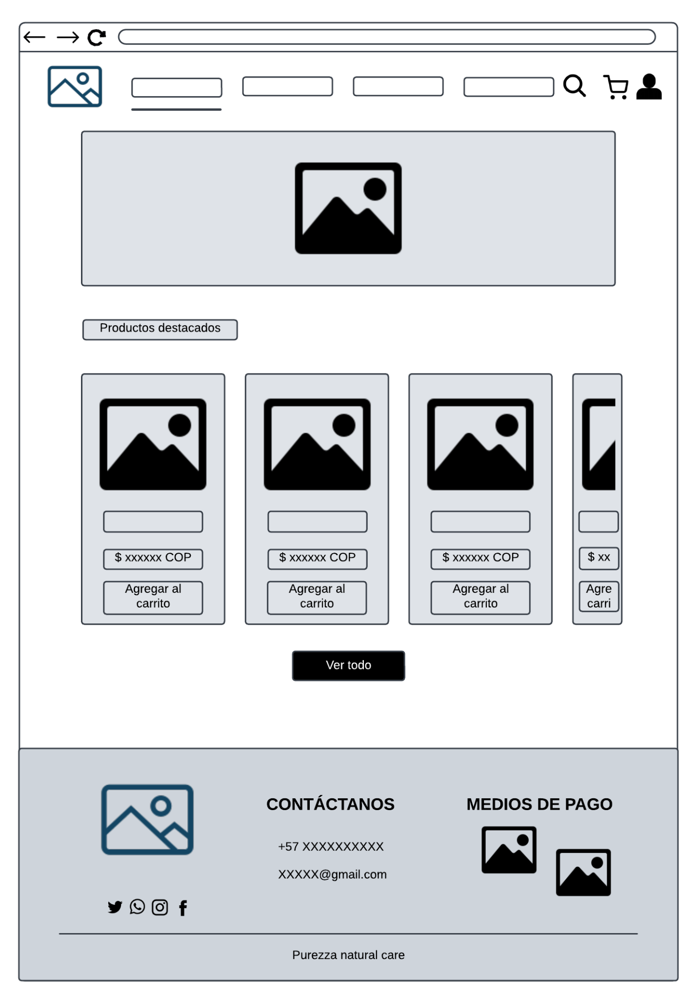 Productos destacados
$ xxxxxx COP
$ xxxxxx COP
$ xxxxxx COP
$ xx
Agregar al
carrito
Agregar al
carrito
Agregar al
carrito
Agre
carri
Ver todo
CONTÁCTANOS
MEDIOS DE PAGO
+57 XXXXXXXXXX
XXXXX@gmail.com
Purezza natural care